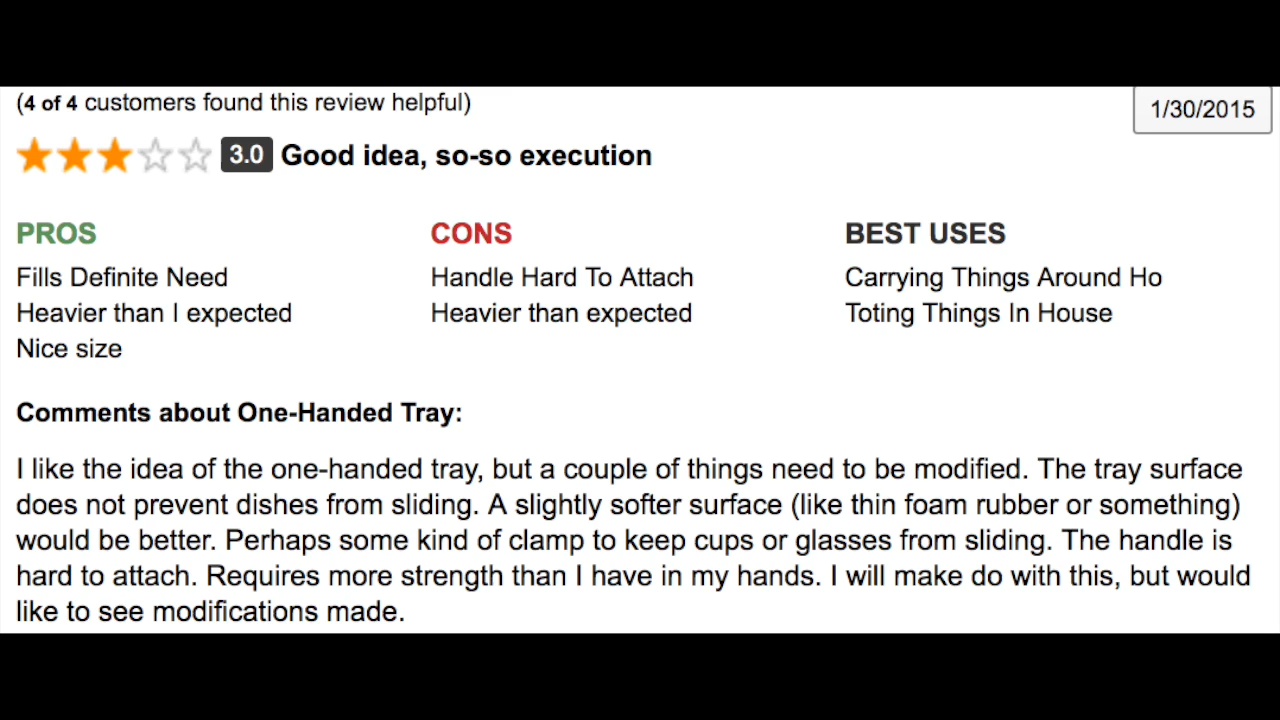 (4 of 4 customers found this review helpful)
1/30/2015
3.0 Good idea, so-so execution
PROS
Fills Definite Need
Heavier than I expected
Nice size
CONS
Handle Hard To Attach
Heavier than expected
BEST USES
Carrying Things Around Ho
Toting Things In House
Comments about One-Handed Tray:
I like the idea of the one-handed tray, but a couple of things need to be modified. The tray surface
does not prevent dishes from sliding. A slightly softer surface (like thin foam rubber or something)
would be better. Perhaps some kind of clamp to keep cups or glasses from sliding. The handle is
hard to attach. Requires more strength than I have in my hands. I will make do with this, but would
like to see modifications made.